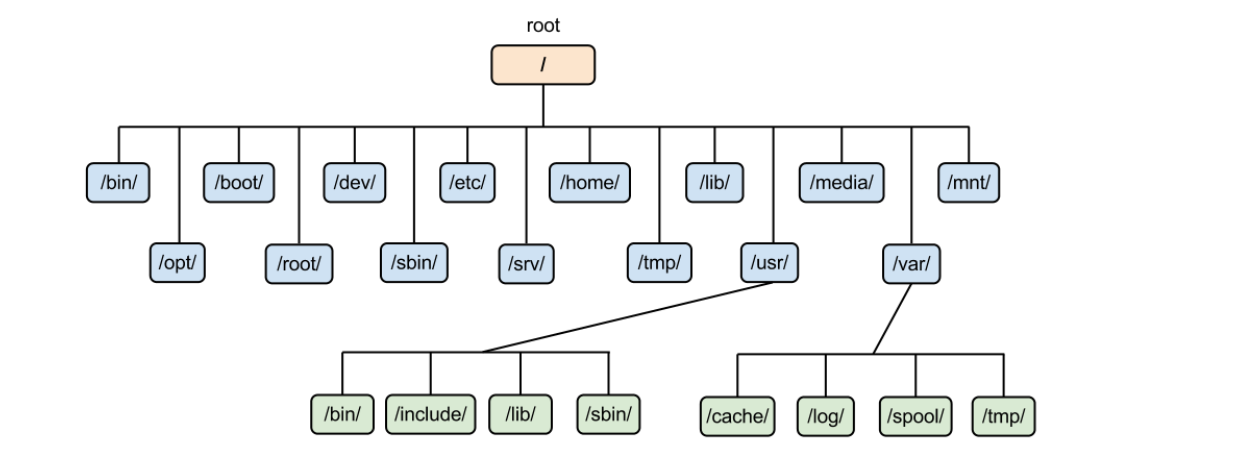 root
/
/bin/ /boot/ /dev/ /etc/ /home/ /lib/ /media/ /mnt/
/opt/ /root/ /sbin/ /srv/ /tmp/ /usr/ /var/
/bin/ /include/ /lib/ /sbin/ /cache/ /log/ /spool/ /tmp/